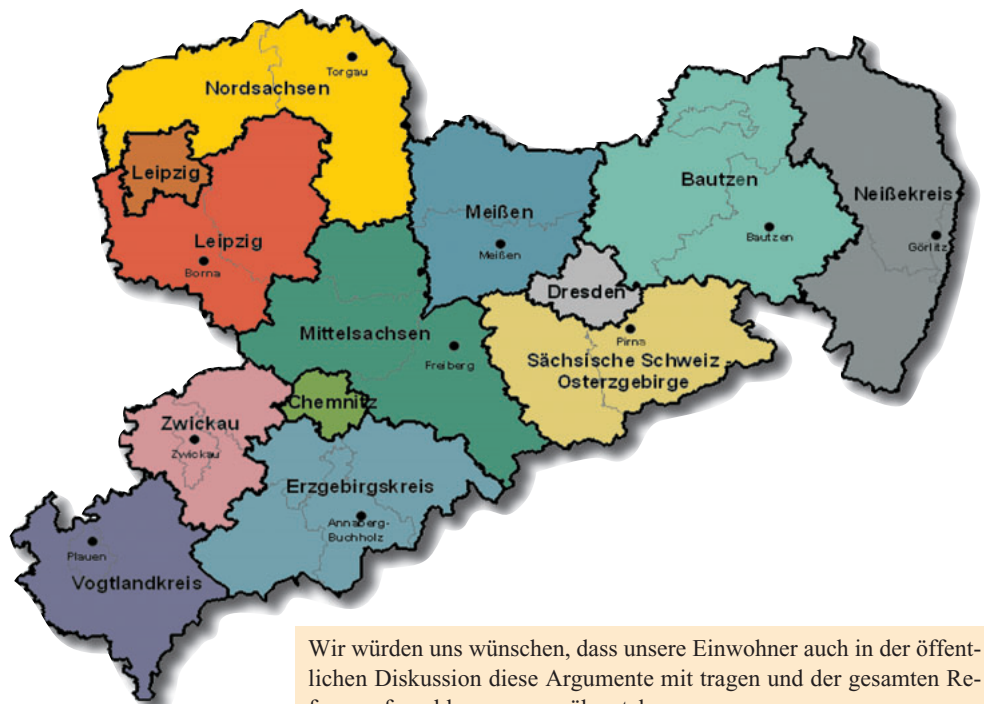 Torgau
Nordsachsen
Leipzig
Bautzen
Neißekreis
Meißen
Bautzen
Görlitz
Leipzig
Meißen
Borna
Dresden
Mittelsachsen
Pirna
Freiberg
Sächsische Schweiz
Osterzgebirge
Chemnitz
Zwickau
Zwickau
Erzgebirgskreis
Annaberg-
Buchholz
Plauen
Vogtlandkreis
Wir würden uns wünschen, dass unsere Einwohner auch in der öffent-
lichen Diskussion diese Argumente mit tragen und der gesamten Re-